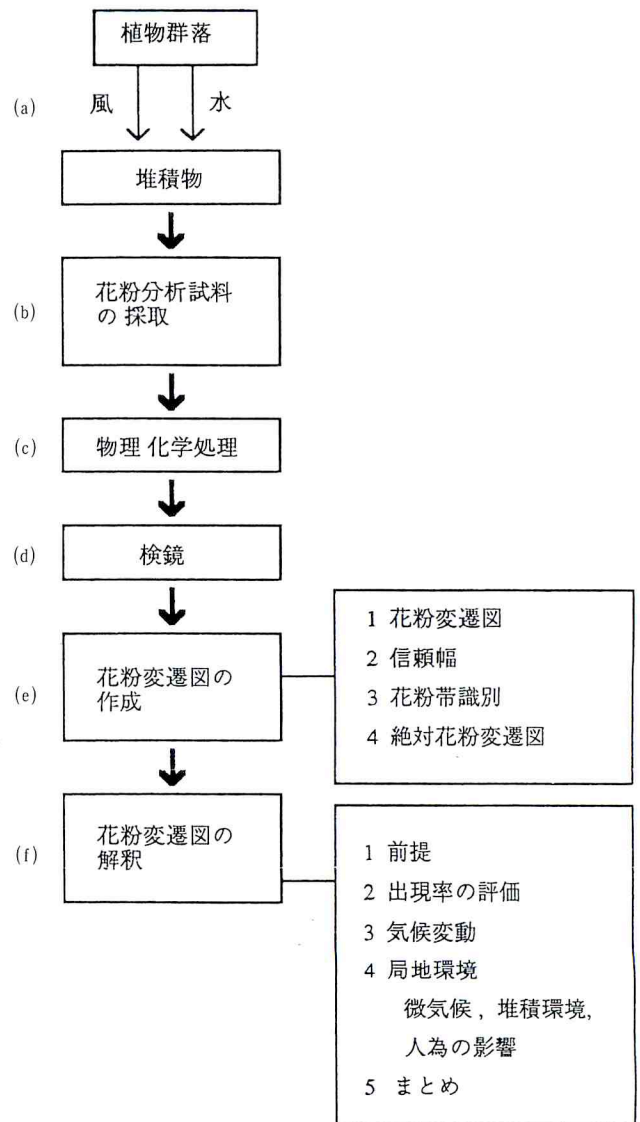 植物群落
(a) 風 水
堆積物
(b) 花粉分析試料
の 採取
(c) 物理 化学処理
(d) 検鏡
(e) 花粉変遷図の
作成
1 花粉変遷図
2 信頼幅
3 花粉帯識別
4 絶対花粉変遷図
(f) 花粉変遷図の
解釈
1 前提
2 出現率の評価
3 気候変動
4 局地環境
微気候, 堆積環境,
人為の影響
5 まとめ